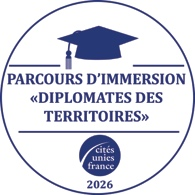 PARCOURS D'IMMERSION
«DIPLOMATES DES
TERRITOIRES»
cités
unies
france
2026